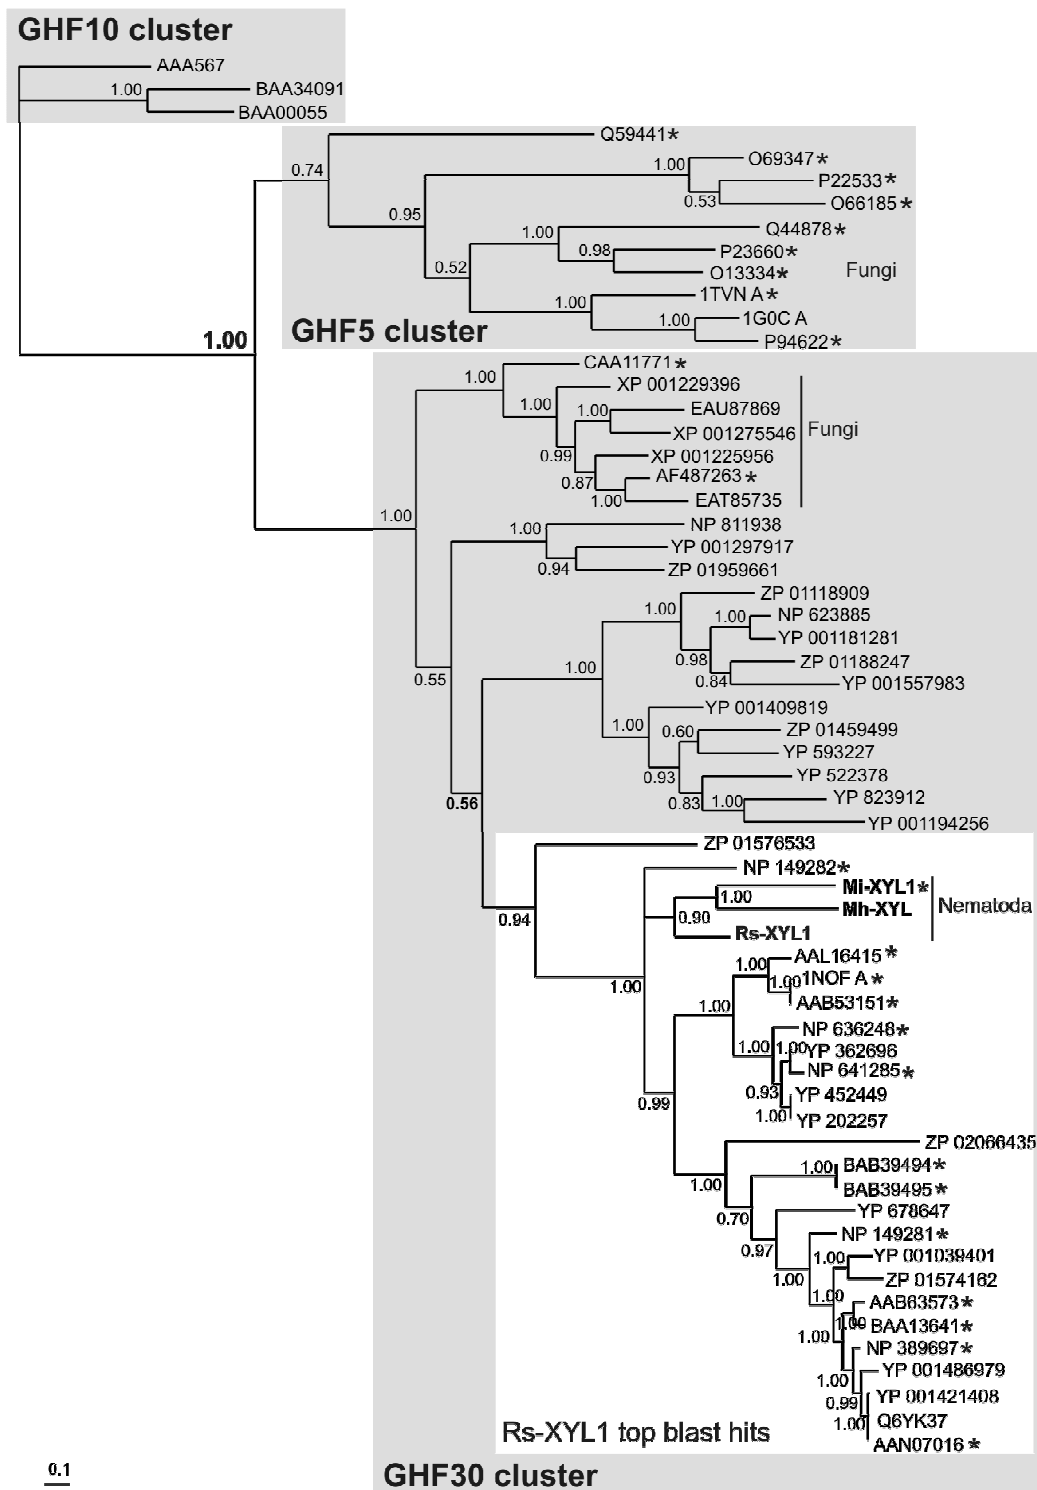 GHF10 cluster
AAA567
1.00
BAA34091
BAA00055
Q59441*
0.74
1.00
O69347*
P22533*
0.53
O66185*
0.95
1.00
Q44878*
0.98
P23660*
0.52
O13334*
Fungi
1.00
1TVN A*
1.00
1G0C A
P94622*
GHF5 cluster
1.00
CAA11771*
1.00
XP 001229396
1.00
1.00
EAU87869
XP 001275546
Fungi
0.99
XP 001225956
0.87
AF487263*
1.00
EAT85735
1.00
1.00
NP 811938
YP 001297917
0.94
ZP 01959661
ZP 01118909
1.00
1.00
NP 623885
YP 001181281
0.98
ZP 01188247
0.84
YP 001557983
1.00
0.55
YP 001409819
1.00
0.60
ZP 01459499
YP 593227
0.93
YP 522378
0.83
1.00
YP 823912
YP 001194256
0.56
ZP 01576533
NP 149282*
Mi-XYL1*
1.00
Mh-XYL
Nematoda
0.90
Rs-XYL1
0.94
AAL16415*
1.00
1.00
1NOF A*
1.00
AAB53151*
1.00
NP 636248*
1.00
1.00
YP 362696
NP 641285*
0.93
YP 452449
1.00
YP 202257
0.99
ZP 02066435
1.00
BAB39494*
BAB39495*
1.00
YP 678647
0.70
NP 149281*
0.97
1.00
YP 001039401
ZP 01574162
1.00
1.00
AAB63573*
1.00
BAA13641*
1.00
NP 389697*
YP 001486979
1.00
YP 001421408
0.99
Q6YK37
1.00
AAN07016*
Rs-XYL1 top blast hits
0.1
GHF30 cluster